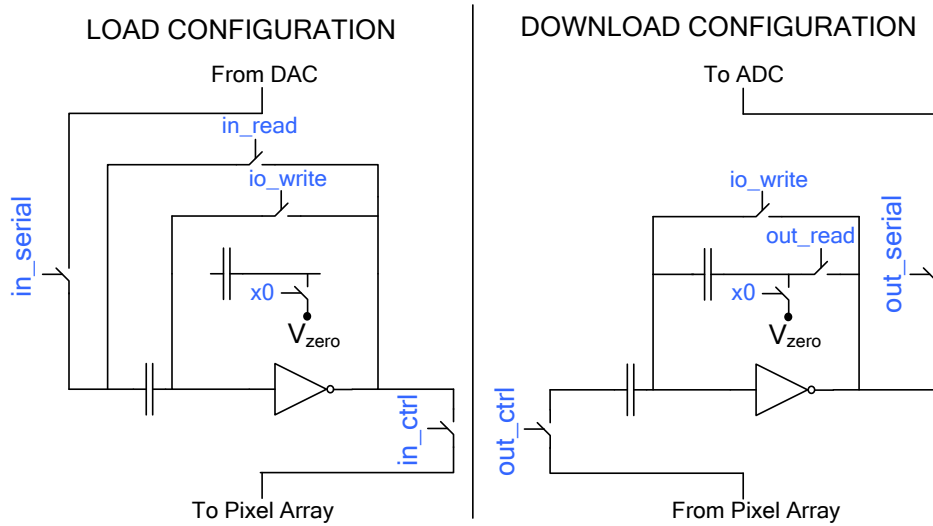 LOAD CONFIGURATION
From DAC
in_read
io_write
in_serial
x0
Vzero
in_ctrl
To Pixel Array
DOWNLOAD CONFIGURATION
To ADC
io_write
out_read
out_serial
x0
Vzero
out_ctrl
From Pixel Array